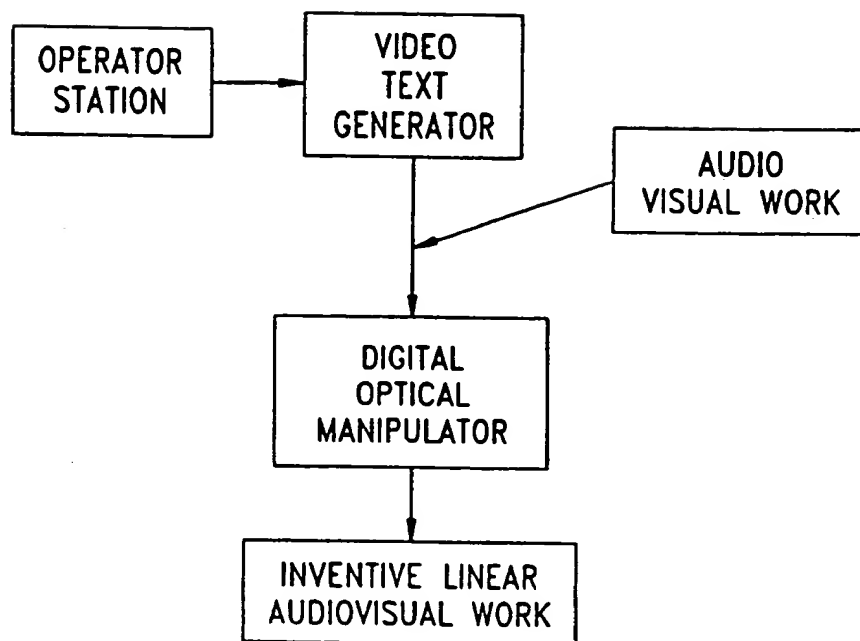 OPERATOR
STATION
VIDEO
TEXT
GENERATOR
AUDIO
VISUAL WORK
DIGITAL
OPTICAL
MANIPULATOR
INVENTIVE LINEAR
AUDIOVISUAL WORK